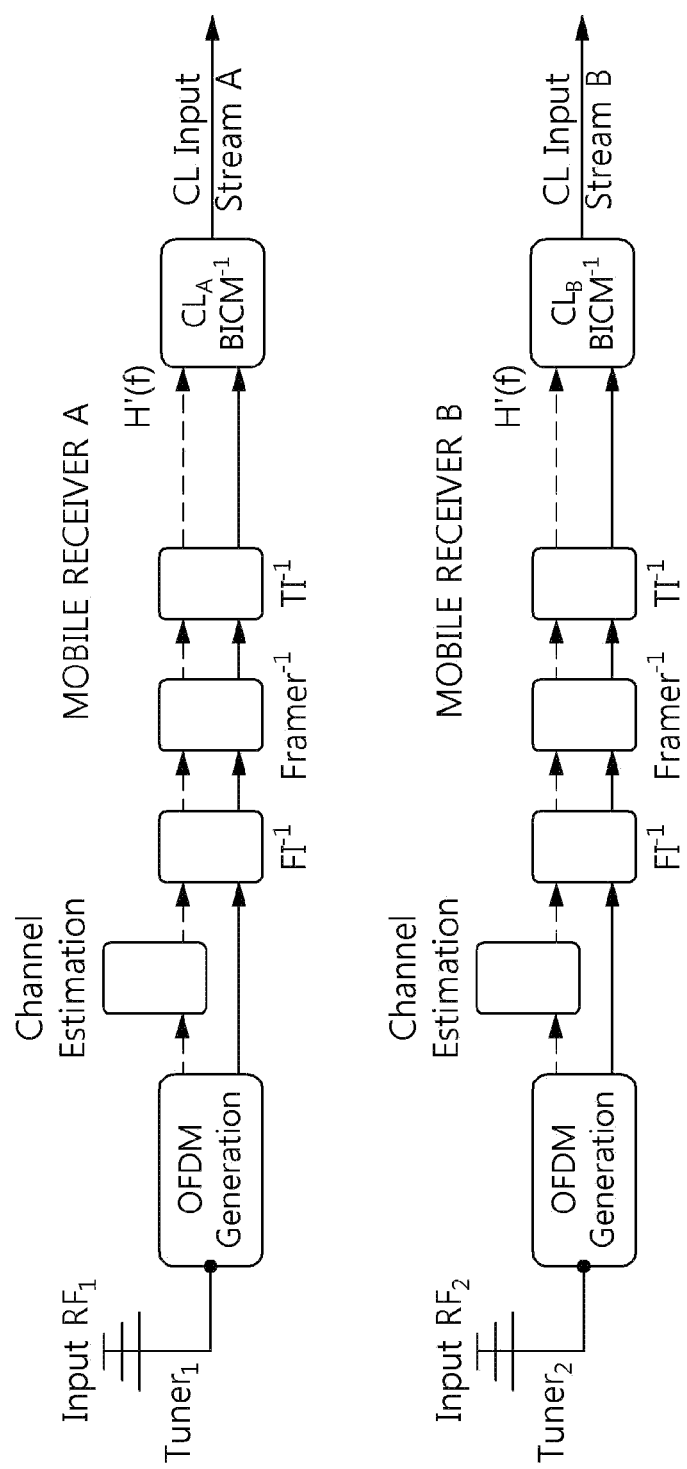 MOBILE RECEIVER A
Input RF₁
Tuner₁
OFDM
Generation
Channel
Estimation
FI⁻¹
Framer⁻¹
TI⁻¹
H'(f)
CL_A
BICM⁻¹
CL Input
Stream A
MOBILE RECEIVER B
Input RF₂
Tuner₂
OFDM
Generation
Channel
Estimation
FI⁻¹
Framer⁻¹
TI⁻¹
H'(f)
CL_B
BICM⁻¹
CL Input
Stream B